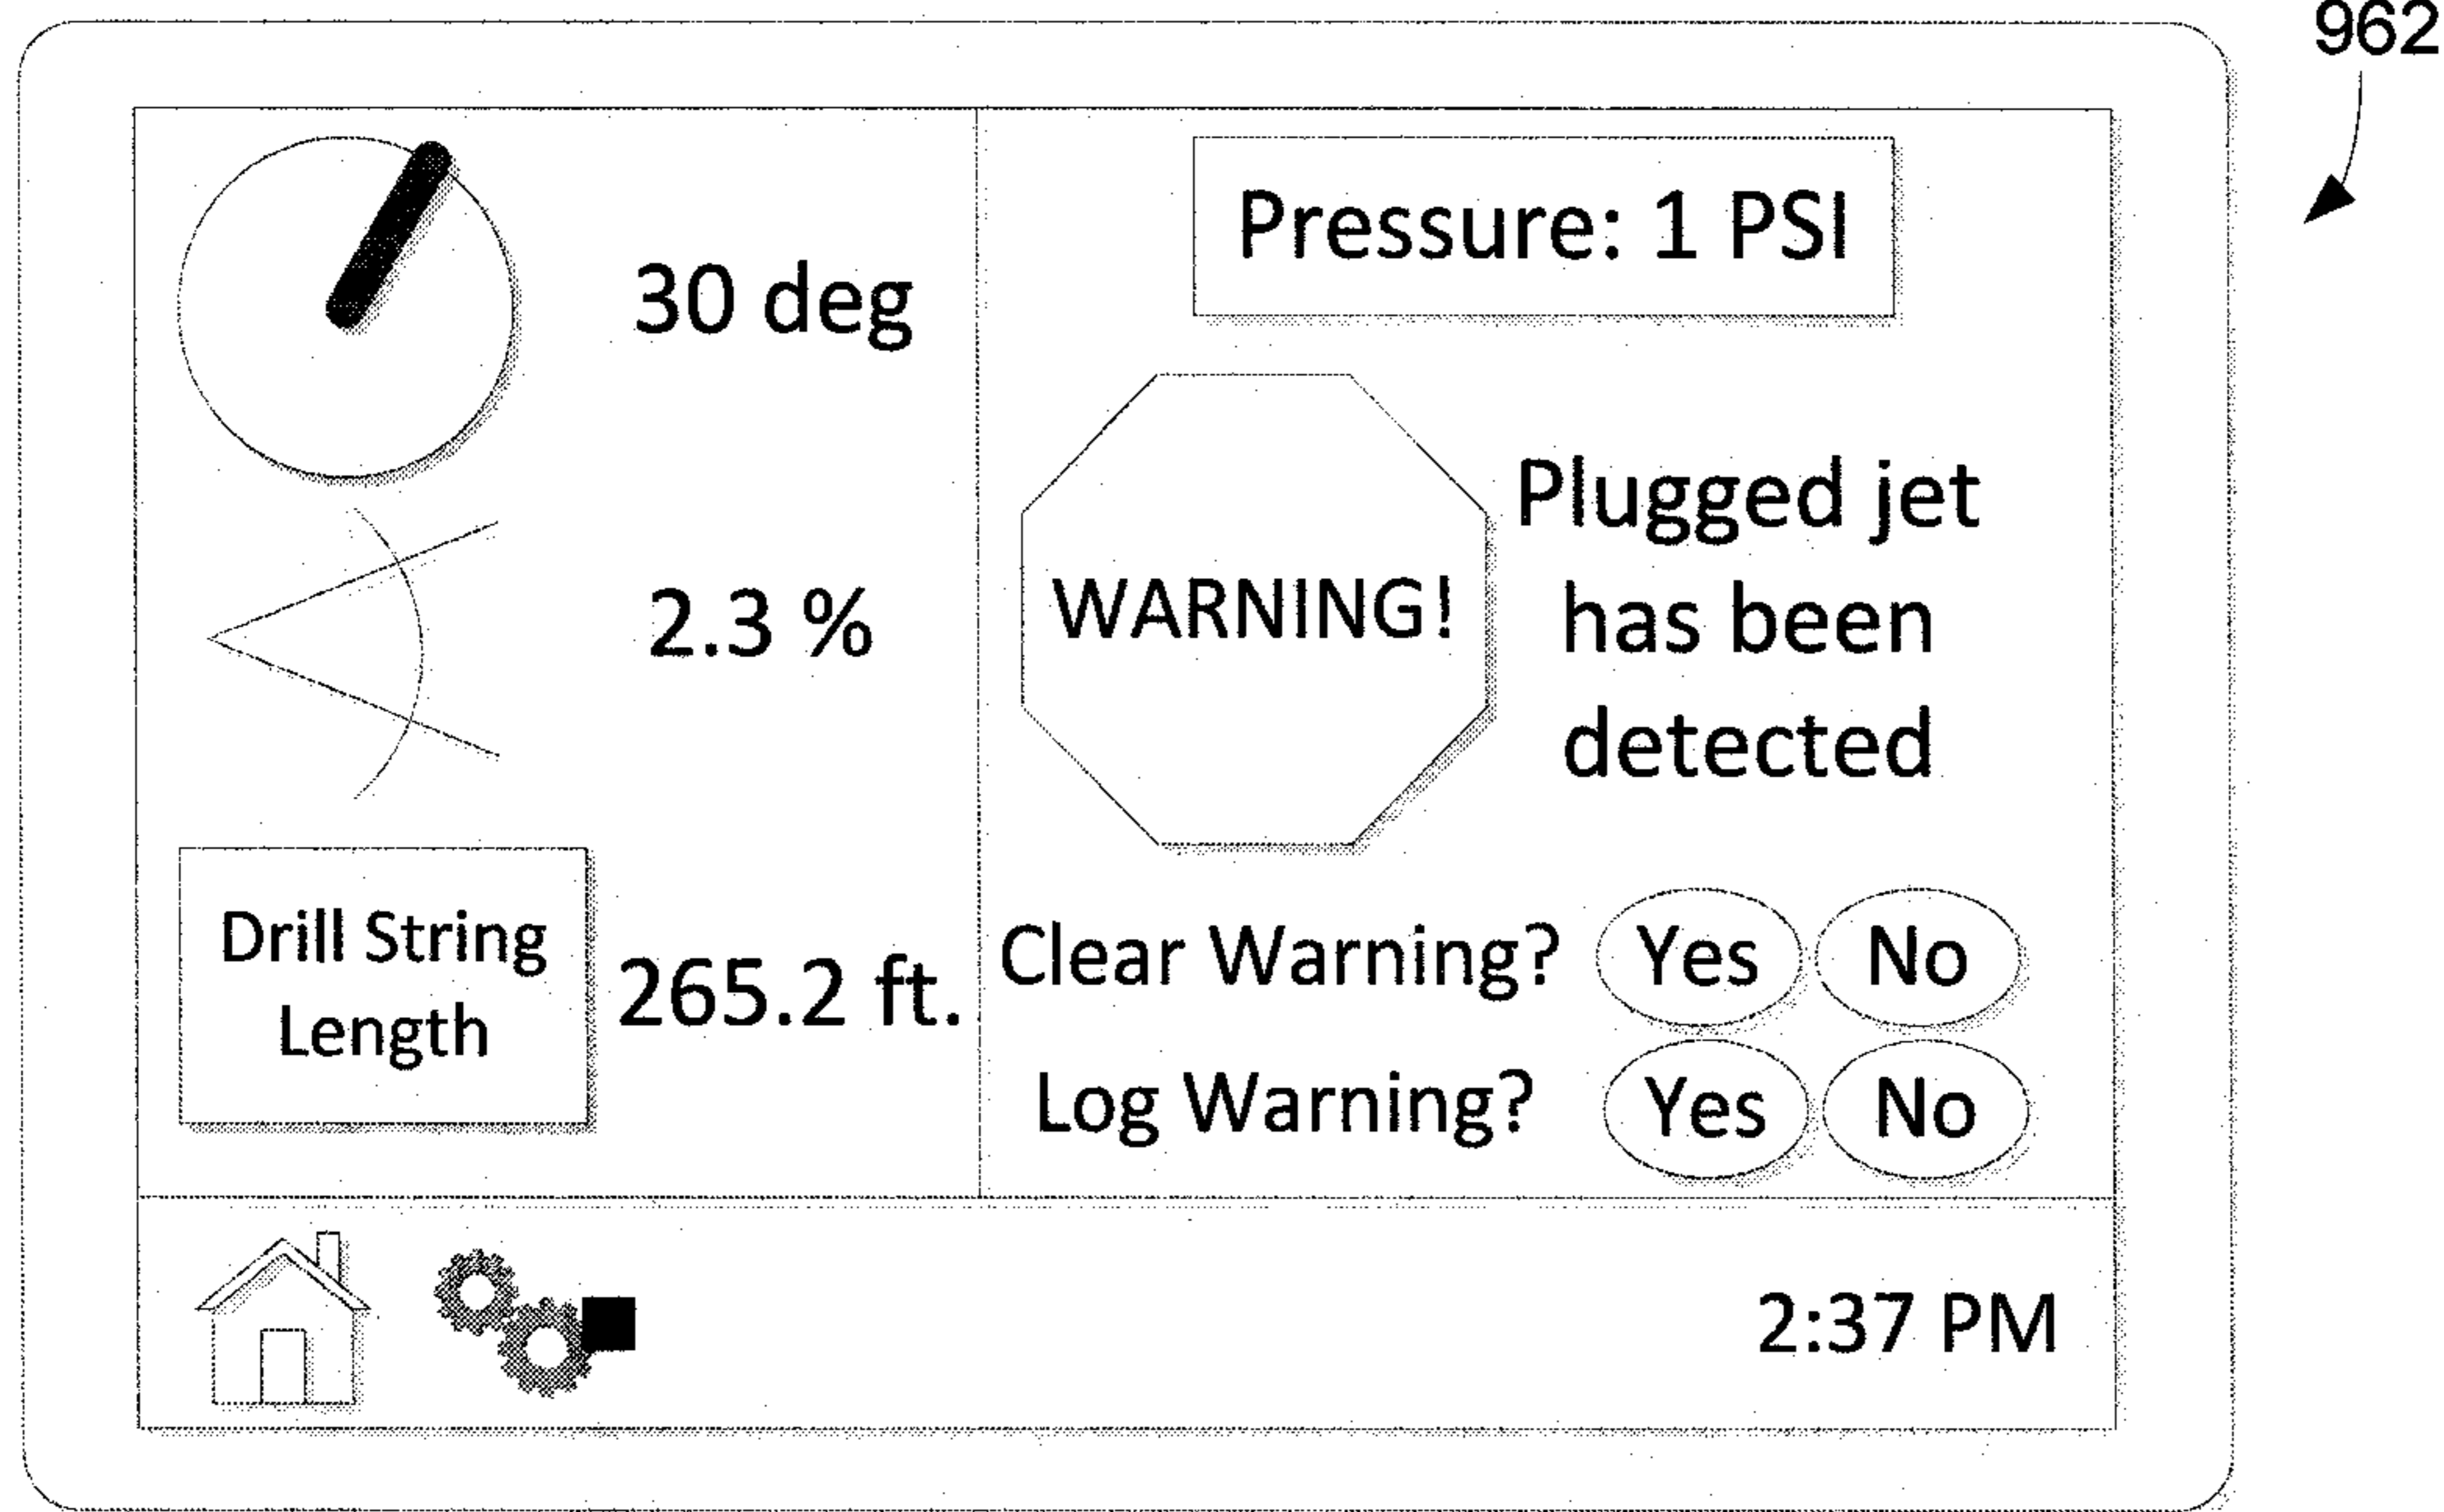 962
30 deg
2.3 %
Drill String
Length
265.2 ft.
Pressure: 1 PSI
WARNING!
Plugged jet
has been
detected
Clear Warning? Yes No
Log Warning? Yes No
2:37 PM